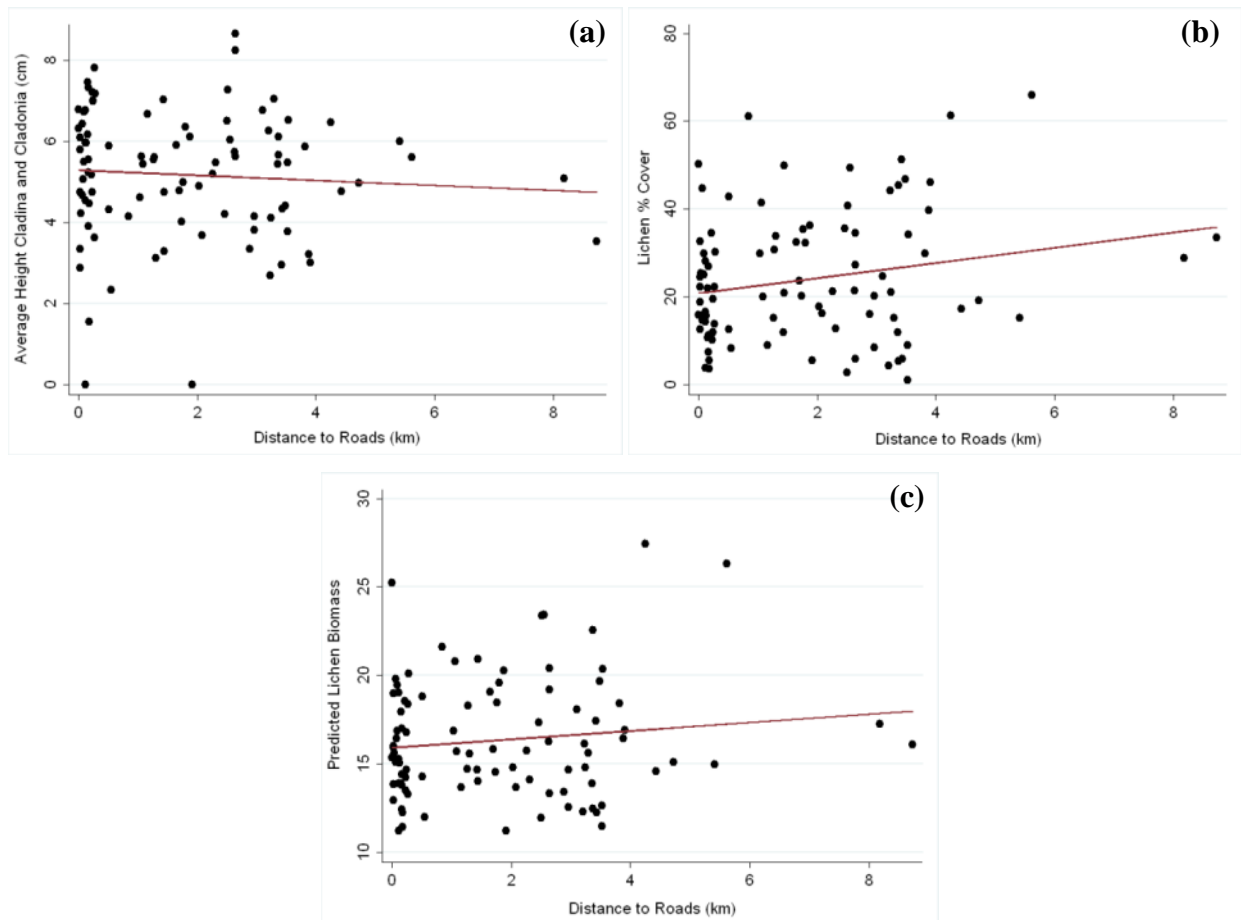 (a)
Average Height Cladina and Cladonia (cm)
8
6
4
2
0
0 2 4 6 8
Distance to Roads (km)
(b)
Lichen % Cover
80
60
40
20
0
0 2 4 6 8
Distance to Roads (km)
(c)
Predicted Lichen Biomass
30
25
20
15
10
0 2 4 6 8
Distance to Roads (km)